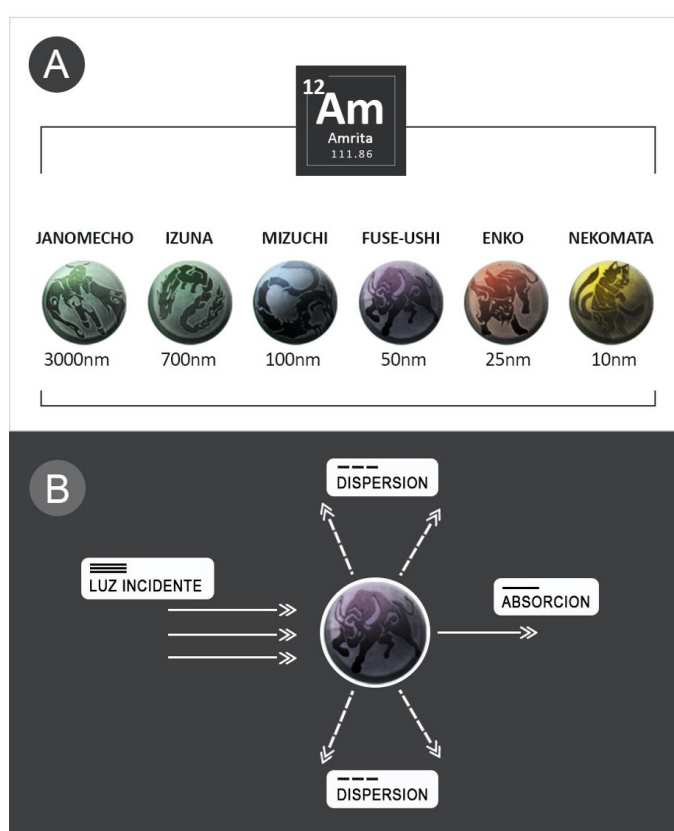 A
12
Am
Amrita
111.86
JANOMECHO IZUNA MIZUCHI FUSE-USHI ENKO NEKOMATA
3000nm 700nm 100nm 50nm 25nm 10nm
B
DISPERSION
LUZ INCIDENTE
ABSORCION
DISPERSION